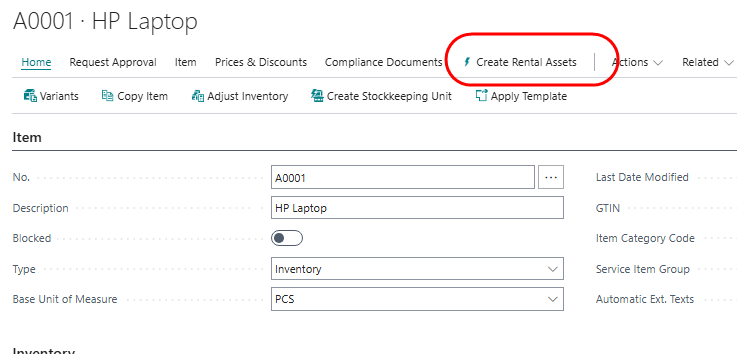 A0001 · HP Laptop
Home Request Approval Item Prices & Discounts Compliance Documents Create Rental Assets Actions Related
Variants Copy Item Adjust Inventory Create Stockkeeping Unit Apply Template
Item
No. A0001 ... Last Date Modified
Description HP Laptop GTIN
Blocked Item Category Code
Type Inventory Service Item Group
Base Unit of Measure PCS Automatic Ext. Texts
Inventory